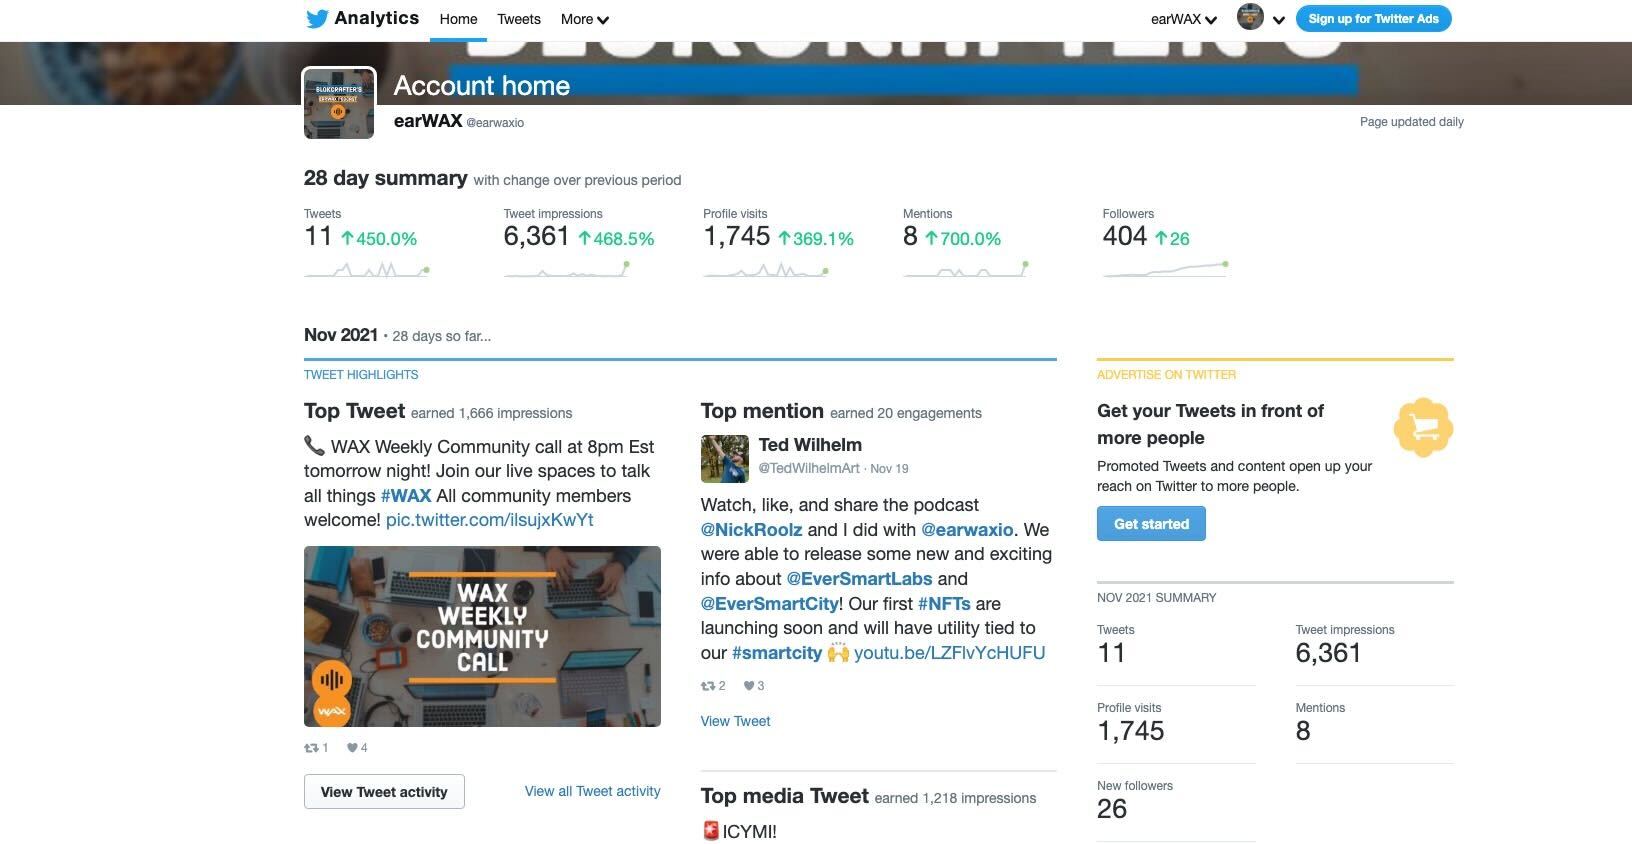 Analytics Home Tweets More earWAX Sign up for Twitter Ads
BLOKCRAFTER'S
EARWAX PODCAST
Account home
earWAX @earwaxio
Page updated daily
28 day summary with change over previous period
Tweets
11 450.0%
Tweet impressions
6,361 468.5%
Profile visits
1,745 369.1%
Mentions
8 700.0%
Followers
404 26
Nov 2021 · 28 days so far...
TWEET HIGHLIGHTS
Top Tweet earned 1,666 impressions
WAX Weekly Community call at 8pm Est
tomorrow night! Join our live spaces to talk
all things #WAX All community members
welcome! pic.twitter.com/ilsujxKwYt
WAX
WEEKLY
COMMUNITY
CALL
WAX
1 4
View Tweet activity
View all Tweet activity
Top mention earned 20 engagements
Ted Wilhelm
@TedWilhelmArt · Nov 19
Watch, like, and share the podcast
@NickRoolz and I did with @earwaxio. We
were able to release some new and exciting
info about @EverSmartLabs and
@EverSmartCity! Our first #NFTs are
launching soon and will have utility tied to
our #smartcity 🙌 youtu.be/LZFlvYcHUFU
2 3
View Tweet
Top media Tweet earned 1,218 impressions
🚨ICYMI!
ADVERTISE ON TWITTER
Get your Tweets in front of
more people
Promoted Tweets and content open up your
reach on Twitter to more people.
Get started
NOV 2021 SUMMARY
Tweets
11
Tweet impressions
6,361
Profile visits
1,745
Mentions
8
New followers
26